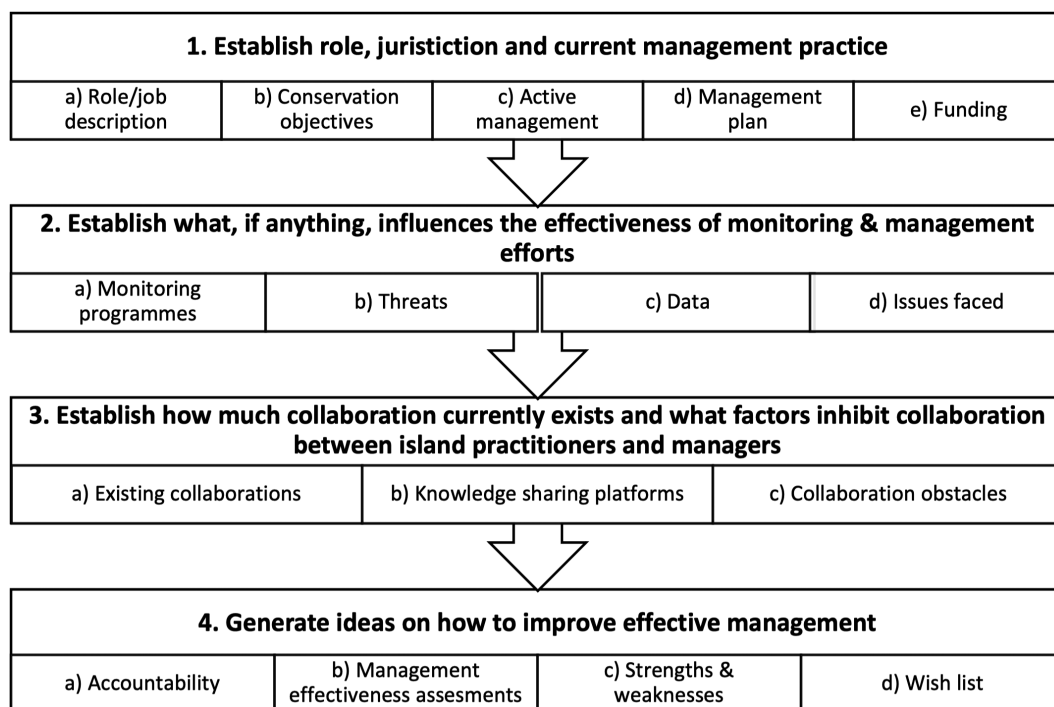 1. Establish role, juristiction and current management practice
a) Role/job
description
b) Conservation
objectives
c) Active
management
d) Management
plan
e) Funding
2. Establish what, if anything, influences the effectiveness of monitoring & management
efforts
a) Monitoring
programmes
b) Threats
c) Data
d) Issues faced
3. Establish how much collaboration currently exists and what factors inhibit collaboration
between island practitioners and managers
a) Existing collaborations
b) Knowledge sharing platforms
c) Collaboration obstacles
4. Generate ideas on how to improve effective management
a) Accountability
b) Management
effectiveness assesments
c) Strengths &
weaknesses
d) Wish list